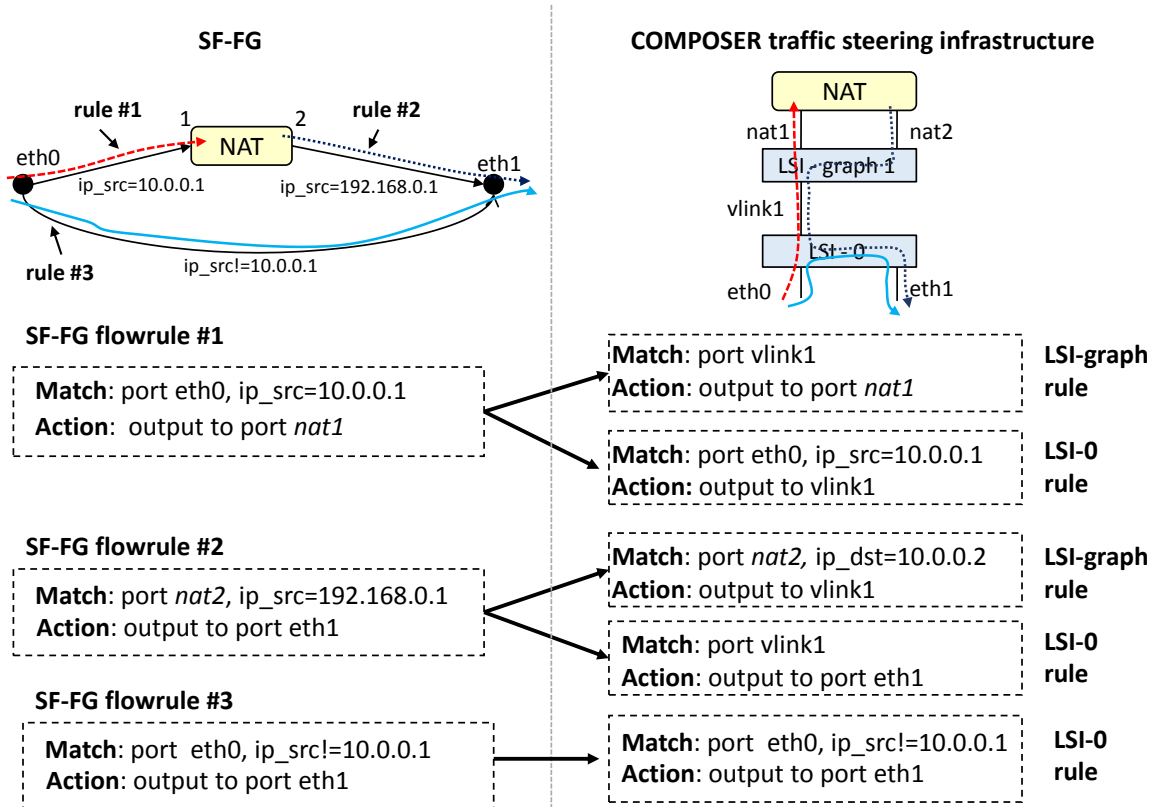 SF-FG
COMPOSER traffic steering infrastructure
rule #1
1
2
rule #2
eth0
NAT
eth1
ip_src=10.0.0.1
ip_src=192.168.0.1
rule #3
ip_src!=10.0.0.1
NAT
nat1
nat2
LSI - graph 1
vlink1
LSI - 0
eth0
eth1
SF-FG flowrule #1
Match: port eth0, ip_src=10.0.0.1
Action: output to port nat1
Match: port vlink1
Action: output to port nat1
LSI-graph
rule
Match: port eth0, ip_src=10.0.0.1
Action: output to vlink1
LSI-0
rule
SF-FG flowrule #2
Match: port nat2, ip_src=192.168.0.1
Action: output to port eth1
Match: port nat2, ip_dst=10.0.0.2
Action: output to vlink1
LSI-graph
rule
Match: port vlink1
Action: output to port eth1
LSI-0
rule
SF-FG flowrule #3
Match: port eth0, ip_src!=10.0.0.1
Action: output to port eth1
Match: port eth0, ip_src!=10.0.0.1
Action: output to port eth1
LSI-0
rule